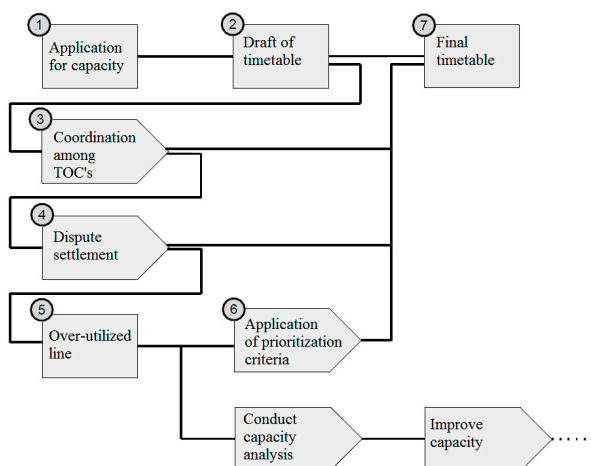 1
Application
for capacity
2
Draft of
timetable
7
Final
timetable
3
Coordination
among
TOC's
4
Dispute
settlement
5
Over-utilized
line
6
Application
of prioritization
criteria
Conduct
capacity
analysis
Improve
capacity